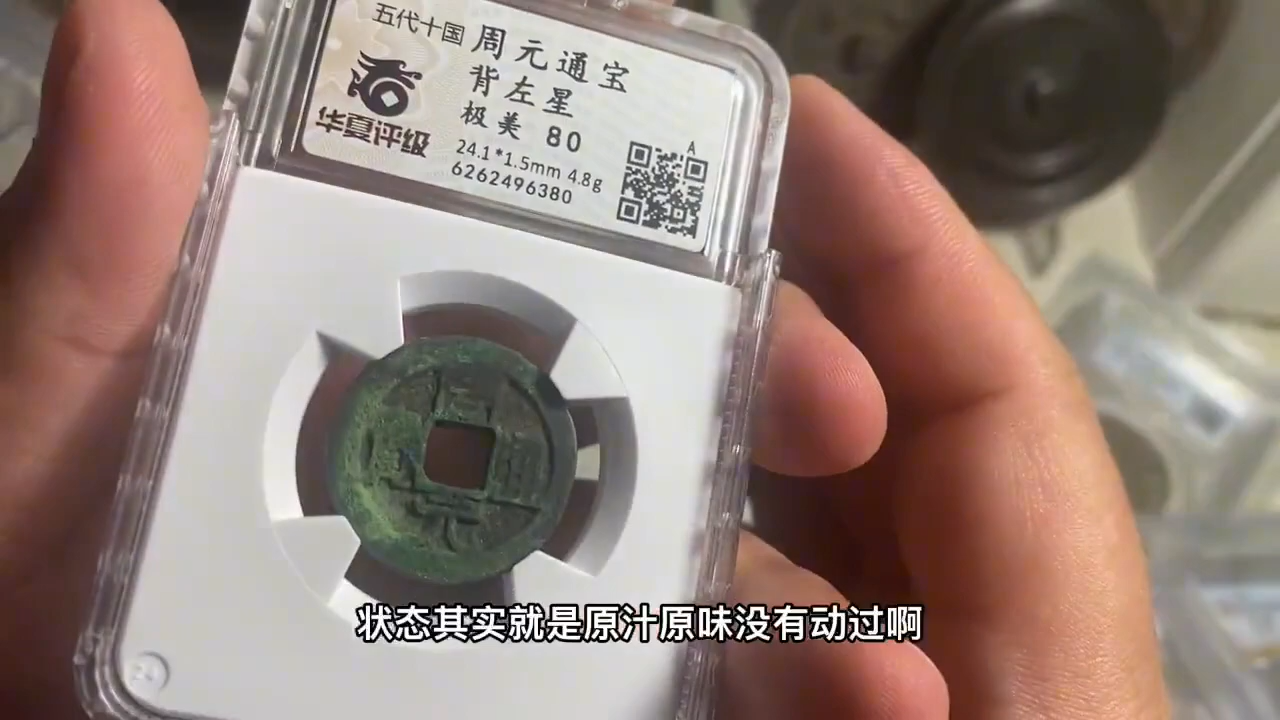 五代十国 周元通宝
背左星
极美 80
华夏评级
24.1*1.5mm 4.8g
6262496380
A
元
通
状态其实就是原汁原味没有动过啊